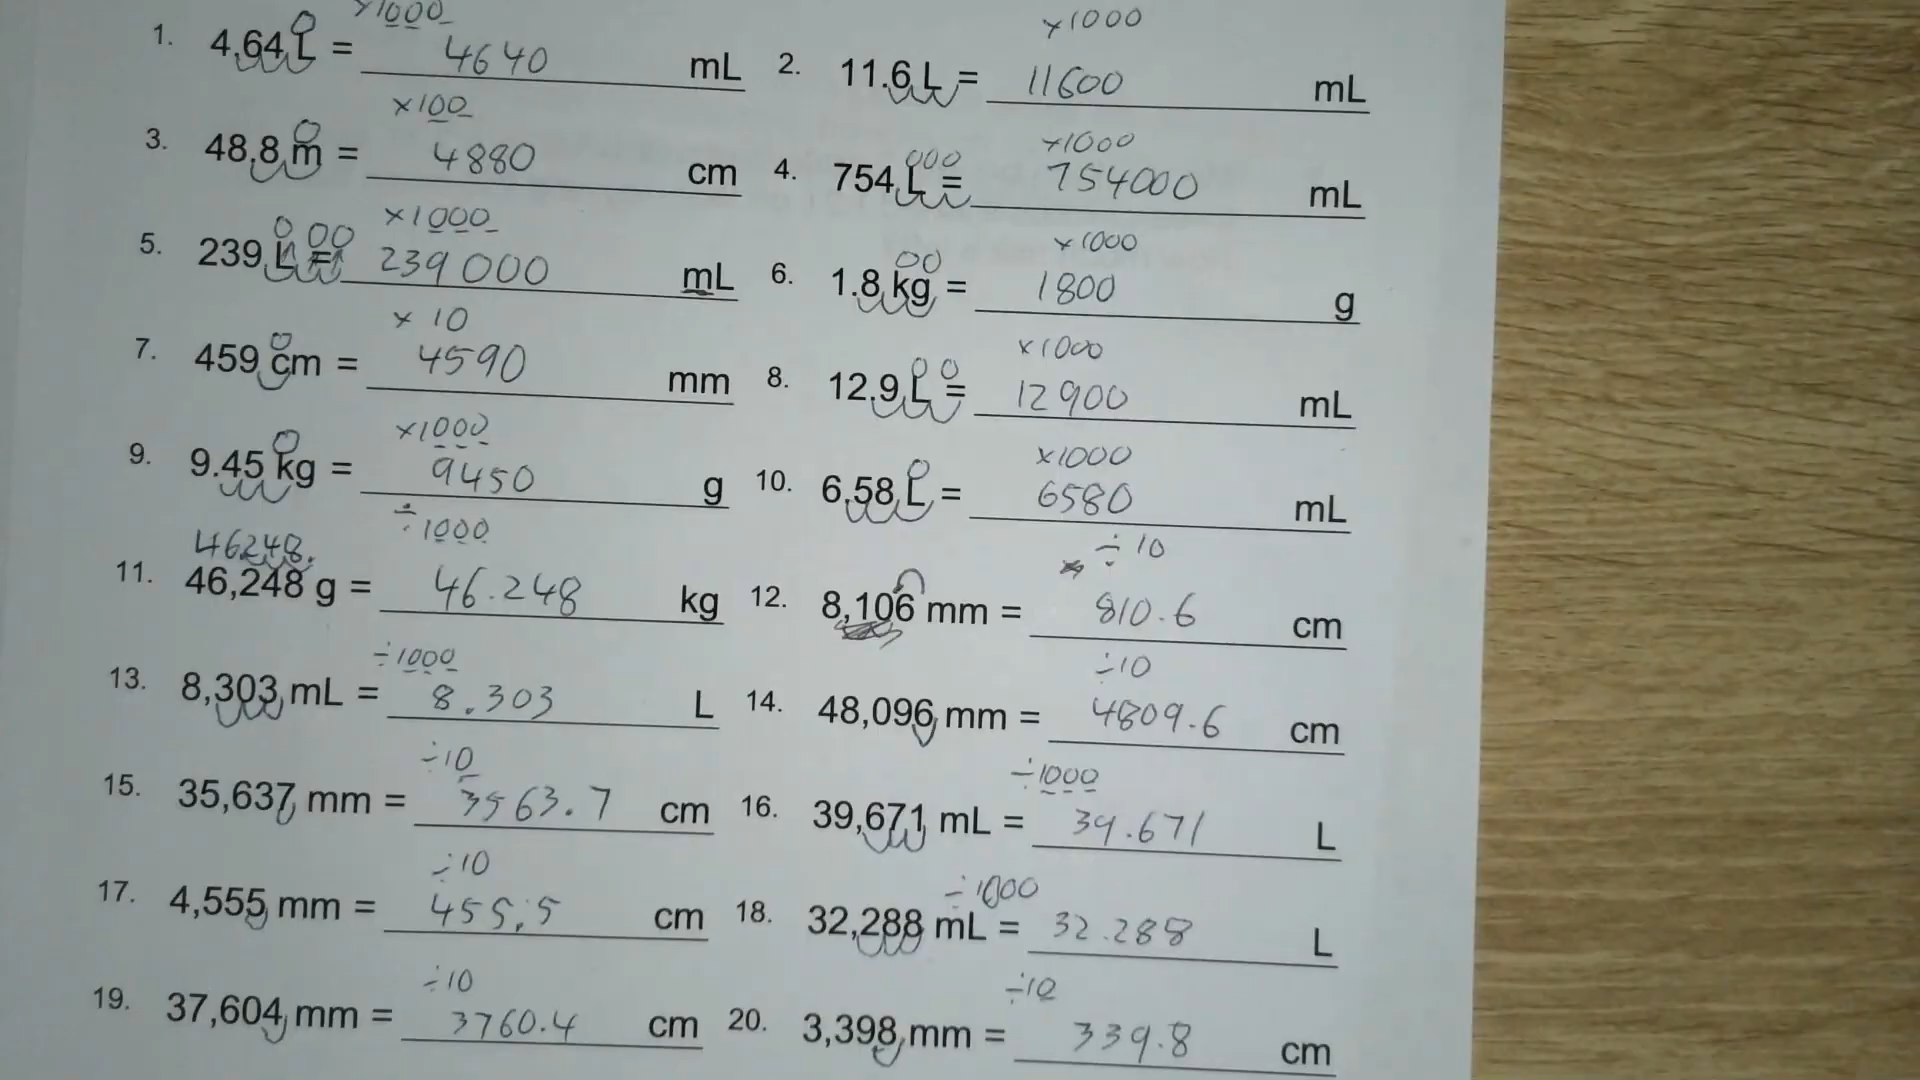 ×1000 ×1000
1. 4.64 L = 4640 mL 2. 11.6 L = 11600 mL
×100 ×1000
3. 48.8 m = 4880 cm 4. 754 L = 754000 mL
×1000 ×1000
5. 239 L = 239000 mL 6. 1.8 kg = 1800 g
×10 ×1000
7. 459 cm = 4590 mm 8. 12.9 L = 12900 mL
×1000 ×1000
9. 9.45 kg = 9450 g 10. 6.58 L = 6580 mL
46248. ÷1000 ÷10
11. 46,248 g = 46.248 kg 12. 8,106 mm = 810.6 cm
÷1000 ÷10
13. 8,303 mL = 8.303 L 14. 48,096 mm = 4809.6 cm
÷10 ÷1000
15. 35,637 mm = 3563.7 cm 16. 39,671 mL = 39.671 L
÷10 ÷1000
17. 4,555 mm = 455.5 cm 18. 32,288 mL = 32.288 L
÷10 ÷10
19. 37,604 mm = 3760.4 cm 20. 3,398 mm = 339.8 cm